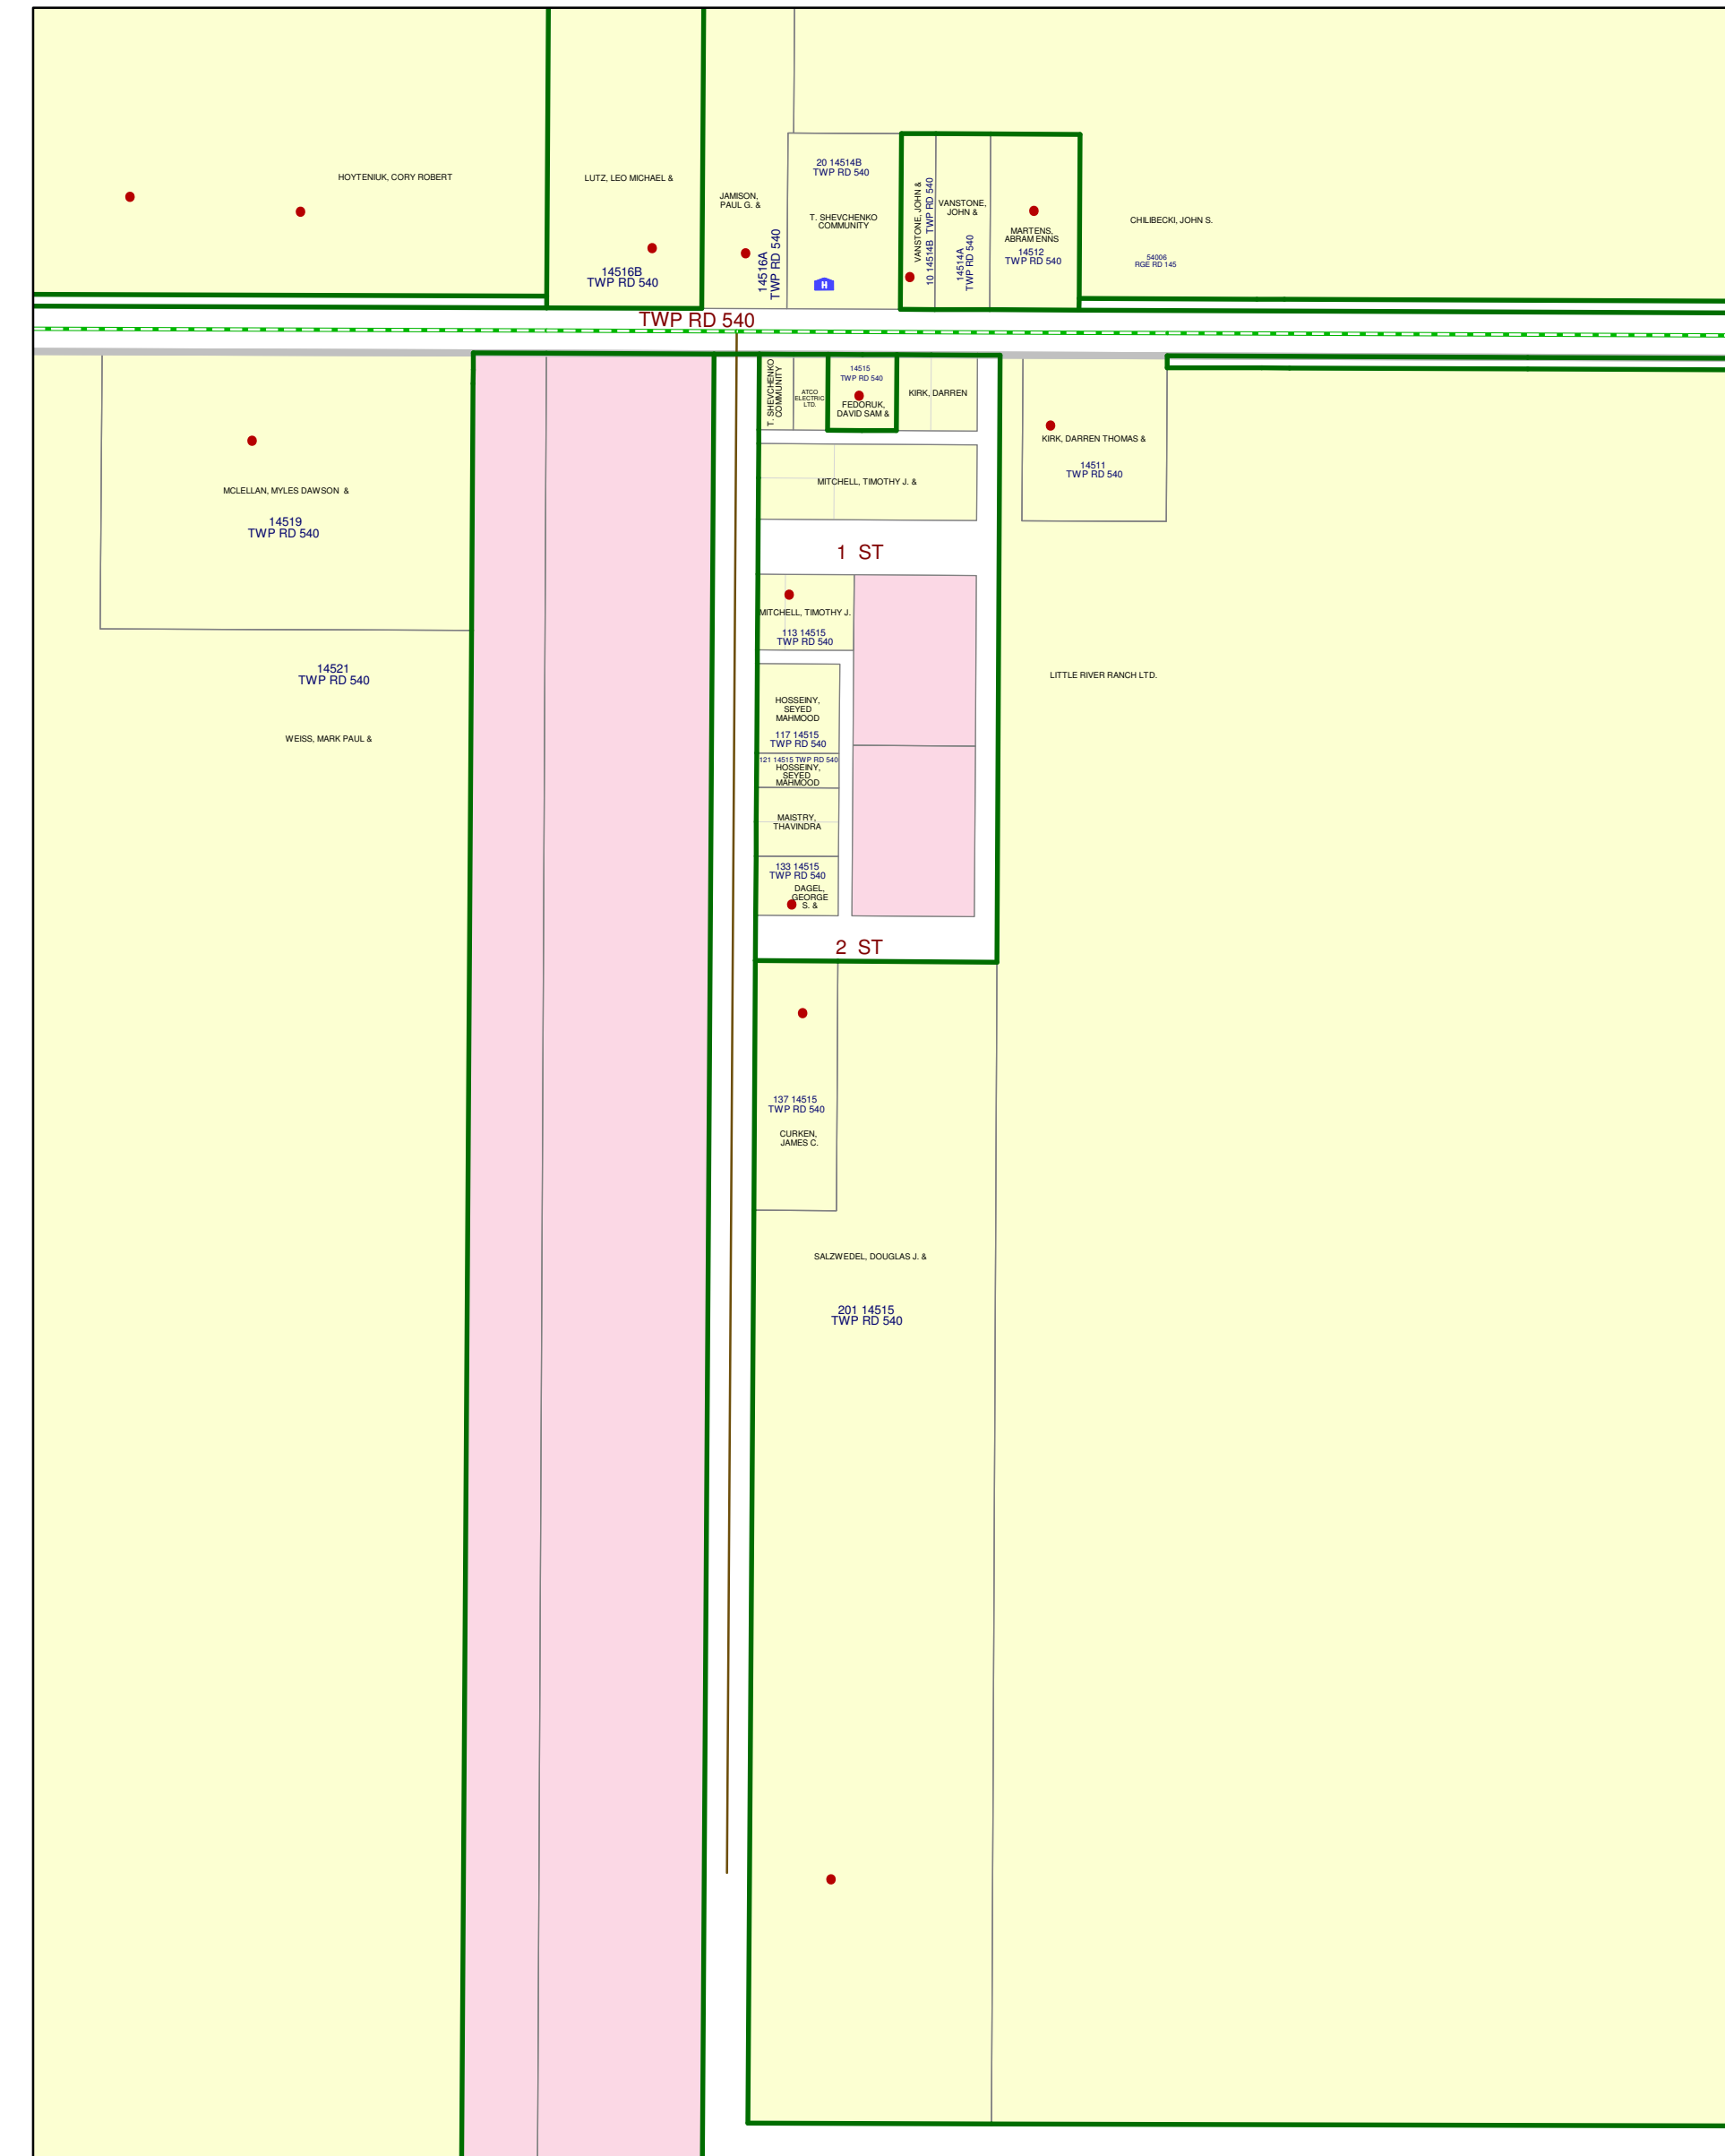 HOYTENIUK, CORY ROBERT
LUTZ, LEO MICHAEL &
14516B
TWP RD 540
JAMISON,
PAUL G. &
14516A
TWP RD 540
20 14514B
TWP RD 540
T. SHEVCHENKO
COMMUNITY
H
VANSTONE, JOHN &
10 14514B TWP RD 540
VANSTONE,
JOHN &
14514A
TWP RD 540
MARTENS,
ABRAM ENNS
14512
TWP RD 540
CHILIBECKI, JOHN S.
54006
RGE RD 145
TWP RD 540
T. SHEVCHENKO
COMMUNITY
ATCO
ELECTRIC
LTD.
14515
TWP RD 540
FEDORUK,
DAVID SAM &
KIRK, DARREN
KIRK, DARREN THOMAS &
14511
TWP RD 540
MCLELLAN, MYLES DAWSON &
14519
TWP RD 540
MITCHELL, TIMOTHY J. &
1 ST
MITCHELL, TIMOTHY J.
113 14515
TWP RD 540
14521
TWP RD 540
WEISS, MARK PAUL &
LITTLE RIVER RANCH LTD.
HOSSEINY,
SEYED
MAHMOOD
117 14515
TWP RD 540
121 14515 TWP RD 540
HOSSEINY,
SEYED
MAHMOOD
MAISTRY,
THAVINDRA
133 14515
TWP RD 540
DAGEL,
GEORGE
S. &
2 ST
137 14515
TWP RD 540
CURKEN,
JAMES C.
SALZWEDEL, DOUGLAS J. &
201 14515
TWP RD 540